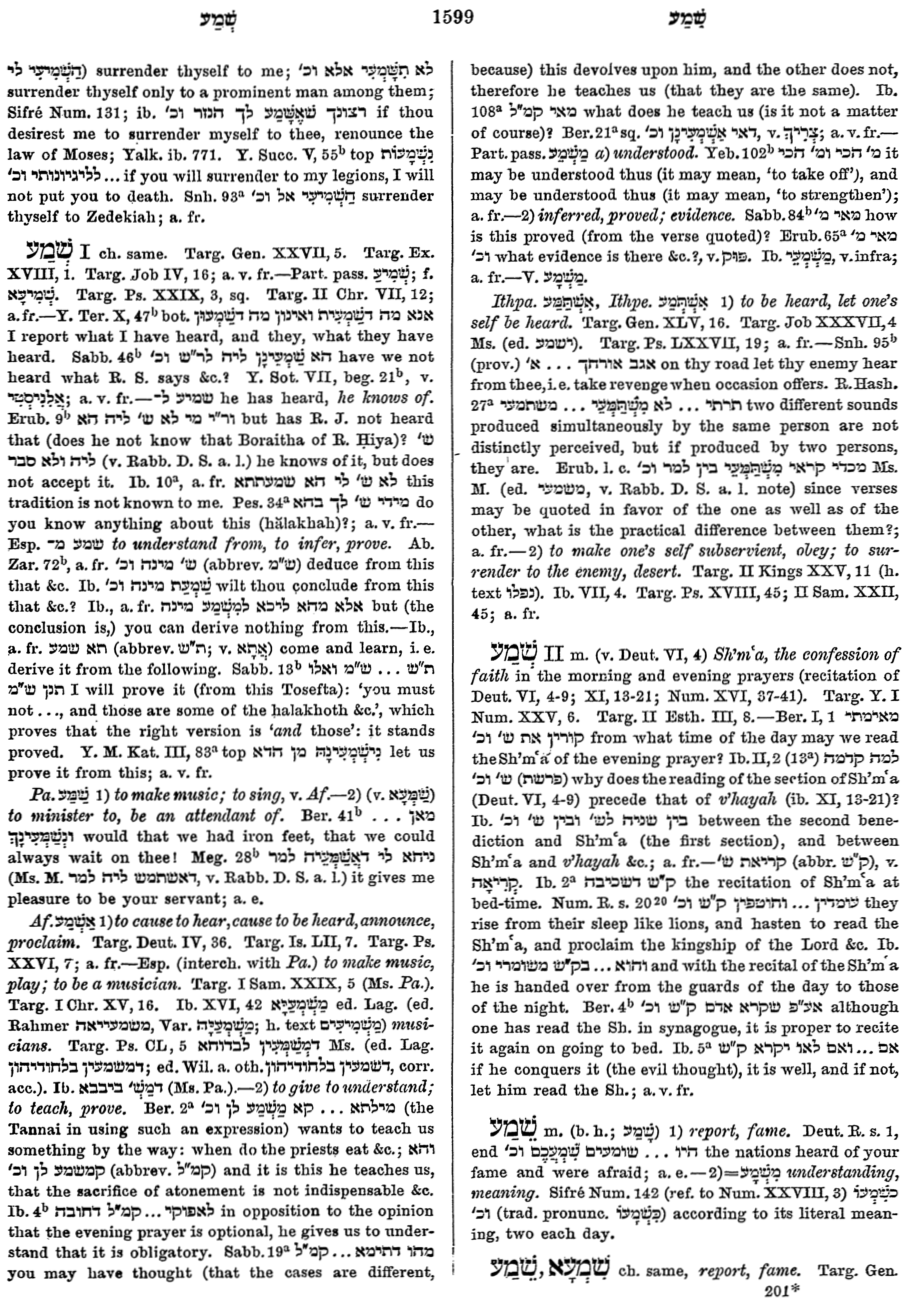 שְׁמַע 1599 שֵׁמַע
הַשְׁמִיעִי לי) surrender thyself to me; לא תַשְׁמְעִי אלא וכ'
surrender thyself only to a prominent man among them;
Sifré Num. 131; ib. רצונך שֶׁאֶשָּׁמַע לך הנזר וכ' if thou
desirest me to surrender myself to thee, renounce the
law of Moses; Yalk. ib. 771. Y. Succ. V, 55ᵇ top נִשְׁמָעוֹת
לליגיונותי וכ' ... if you will surrender to my legions, I will
not put you to death. Snh. 93ᵃ הַשְׁמִיעִי אל וכ' surrender
thyself to Zedekiah; a. fr.
שְׁמַע I ch. same. Targ. Gen. XXVII, 5. Targ. Ex.
XVIII, i. Targ. Job IV, 16; a. v. fr.—Part. pass. שְׁמִיעַ; f.
שְׁמִיעָא. Targ. Ps. XXIX, 3, sq. Targ. II Chr. VII, 12;
a. fr.—Y. Ter. X, 47ᵇ bot. אנא מה דשְׁמָעִית ואינון מה דשְׁמָעוּן
I report what I have heard, and they, what they have
heard. Sabb. 46ᵇ הא שְׁמַעִינָן ליה לר"ש וכ' have we not
heard what R. S. says &c.? Y. Sot. VII, beg. 21ᵇ, v.
אֶלָנִיסְטִי; a. v. fr.—שמיע ל־ he has heard, he knows of.
Erub. 9ᵇ ור"י מי לא ש' ליה הא but has R. J. not heard
that (does he not know that Boraitha of R. Ḥiya)? ש'
ליה ולא סבר (v. Rabb. D. S. a. l.) he knows of it, but does
not accept it. Ib. 10ᵃ, a. fr. לא ש' לי הא שמעתתא this
tradition is not known to me. Pes. 34ᵃ מידי ש' לך בהא do
you know anything about this (hălakhah)?; a. v. fr.—
Esp. שמע מ־ to understand from, to infer, prove. Ab.
Zar. 72ᵇ, a. fr. ש' מינה וכ' (abbrev. ש"מ) deduce from this
that &c. Ib. שָׁמְעַת מינה וכ' wilt thou conclude from this
that &c.? Ib., a. fr. אלא מהא ליכא למִשְׁמַע מינה but (the
conclusion is,) you can derive nothing from this.—Ib.,
a. fr. תא שמע (abbrev. ת"ש; v. אֲתָא) come and learn, i. e.
derive it from the following. Sabb. 13ᵇ ת"ש ... ש"מ ואלו
תנן ש"מ I will prove it (from this Tosefta): 'you must
not ..., and those are some of the halakhoth &c.', which
proves that the right version is 'and those': it stands
proved. Y. M. Kat. III, 83ᵃ top נִישְׁמְעִינָהּ מן הדא let us
prove it from this; a. v. fr.
Pa. שַׁמַּע 1) to make music; to sing, v. Af.—2) (v. שַׁמָּעָא)
to minister to, be an attendant of. Ber. 41ᵇ מאן ...
ונְשַׁמְּעִינָךְ would that we had iron feet, that we could
always wait on thee! Meg. 28ᵇ ניחא לי דאֲשַׁמְּעֵיהּ למר
(Ms. M. דאשתמש ליה למר, v. Rabb. D. S. a. l.) it gives me
pleasure to be your servant; a. e.
Af. אַשְׁמַע 1) to cause to hear, cause to be heard, announce,
proclaim. Targ. Deut. IV, 36. Targ. Is. LII, 7. Targ. Ps.
XXVI, 7; a. fr.—Esp. (interch. with Pa.) to make music,
play; to be a musician. Targ. I Sam. XXIX, 5 (Ms. Pa.).
Targ. I Chr. XV, 16. Ib. XVI, 42 מַשְׁמְעַיָּא ed. Lag. (ed.
Rahmer משמעייאה, Var. מַשְׁמְעַיָּה; h. text מַשְׁמִיעִים) musi-
cians. Targ. Ps. CL, 5 דמַשְׁמְעִין לבדוחא Ms. (ed. Lag.
דמשמעין בלחודיהון; ed. Wil. a. oth. דשמעין בלחודיהון, corr.
acc.). Ib. דמַשְׁ' ביבבא (Ms. Pa.).—2) to give to understand;
to teach, prove. Ber. 2ᵃ מילתא ... קא מַשְׁמַע לן וכ' (the
Tannai in using such an expression) wants to teach us
something by the way: when do the priests eat &c.; והא
קמשמע לן וכ' (abbrev. קמ"ל) and it is this he teaches us,
that the sacrifice of atonement is not indispensable &c.
Ib. 4ᵇ לאפוקי ... קמ"ל דחובה in opposition to the opinion
that the evening prayer is optional, he gives us to under-
stand that it is obligatory. Sabb. 19ᵃ מהו דתימא ... קמ"ל
you may have thought (that the cases are different,
because) this devolves upon him, and the other does not,
therefore he teaches us (that they are the same). Ib.
108ᵃ מאי קמ"ל what does he teach us (is it not a matter
of course)? Ber. 21ᵃ sq. דאי אַשְׁמְעִינָן וכ', v. צְרִיךְ; a. v. fr.—
Part. pass. מַשְׁמַע a) understood. Yeb. 102ᵇ מ' הכי ומ' הכי it
may be understood thus (it may mean, 'to take off'), and
may be understood thus (it may mean, 'to strengthen');
a. fr.—2) inferred, proved; evidence. Sabb. 84ᵇ מאי מ' how
is this proved (from the verse quoted)? Erub. 65ᵃ מאי מ'
וכ' what evidence is there &c.?, v. פּוּק. Ib. מַשְׁמָעֵי, v. infra;
a. fr.—V. מַשְׁמָע.
Ithpa. אִשְׁתַּמַּע, Ithpe. אִשְׁתְּמַע 1) to be heard, let one's
self be heard. Targ. Gen. XLV, 16. Targ. Job XXXVII, 4
Ms. (ed. ישמע). Targ. Ps. LXXVII, 19; a. fr.—Snh. 95ᵇ
(prov.) אגב אורחך ... א' on thy road let thy enemy hear
from thee, i. e. take revenge when occasion offers. R. Hash.
27ᵃ תרתי ... לא מִשְׁתַּמְּעֵי ... משתמעי two different sounds
produced simultaneously by the same person are not
distinctly perceived, but if produced by two persons,
they are. Erub. l. c. מכדי קראי מִשְׁתַּמְּעֵי בין למר וכ' Ms.
M. (ed. משמעי, v. Rabb. D. S. a. l. note) since verses
may be quoted in favor of the one as well as of the
other, what is the practical difference between them?;
a. fr.—2) to make one's self subservient, obey; to sur-
render to the enemy, desert. Targ. II Kings XXV, 11 (h.
text נפלו). Ib. VII, 4. Targ. Ps. XVIII, 45; II Sam. XXII,
45; a. fr.
שְׁמַע II m. (v. Deut. VI, 4) Sh'mʿa, the confession of
faith in the morning and evening prayers (recitation of
Deut. VI, 4-9; XI, 13-21; Num. XVI, 37-41). Targ. Y. I
Num. XXV, 6. Targ. II Esth. III, 8.—Ber. I, 1 מאימתי
קורין את ש' וכ' from what time of the day may we read
the Sh'mʿa of the evening prayer? Ib. II, 2 (13ᵃ) למה קדמה
(פרשת) ש' וכ' why does the reading of the section of Sh'mʿa
(Deut. VI, 4-9) precede that of v'hayah (ib. XI, 13-21)?
Ib. בין שניה לש' ובין ש' וכ' between the second bene-
diction and Sh'mʿa (the first section), and between
Sh'mʿa and v'hayah &c.; a. fr.—קריאת ש' (abbr. ק"ש), v.
קְרִיאָה. Ib. 2ᵃ ק"ש דשכיבה the recitation of Sh'mʿa at
bed-time. Num. R. s. 20²⁰ עומדין ... וחוטפין ק"ש וכ' they
rise from their sleep like lions, and hasten to read the
Sh'mʿa, and proclaim the kingship of the Lord &c. Ib.
והוא ... בק"ש משומרי וכ' and with the recital of the Sh'mʿa
he is handed over from the guards of the day to those
of the night. Ber. 4ᵇ אע"פ שקרא אדם ק"ש וכ' although
one has read the Sh. in synagogue, it is proper to recite
it again on going to bed. Ib. 5ᵃ אם ... ואם לאו יקרא ק"ש
if he conquers it (the evil thought), it is well, and if not,
let him read the Sh.; a. v. fr.
שֵׁמַע m. (b. h.; שָׁמַע) 1) report, fame. Deut. R. s. 1,
end היו ... שומעים שִׁמְעֲכֶם וכ' the nations heard of your
fame and were afraid; a. e.—2)=מַשְׁמָע understanding,
meaning. Sifré Num. 142 (ref. to Num. XXVIII, 3) כשִׁמְעוֹ
וכ' (trad. pronunc. כִּשְׁמָעוֹ) according to its literal mean-
ing, two each day.
שִׁמְעָא, שֵׁמַע ch. same, report, fame. Targ. Gen.
201*